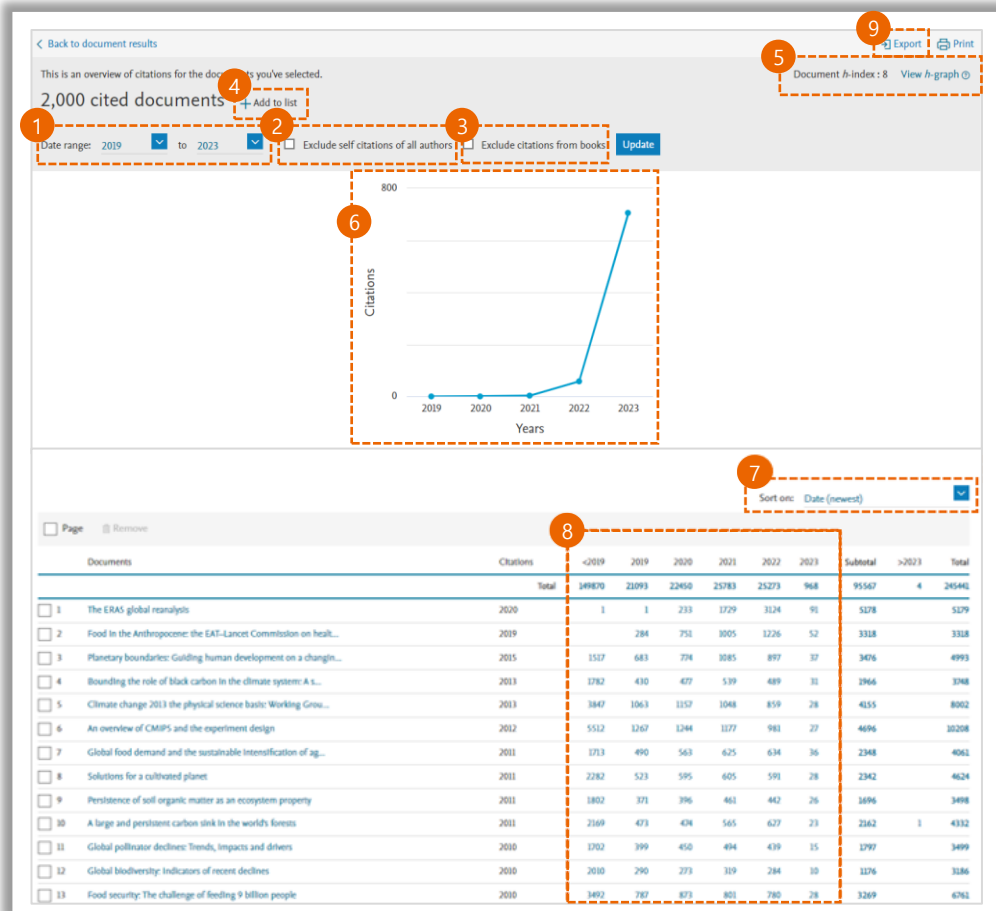 9
Back to document results Export Print
5
This is an overview of citations for the documents you've selected. Document h-index : 8 View h-graph
4
2,000 cited documents + Add to list
1 2 3
Date range: 2019 to 2023 Exclude self citations of all authors Exclude citations from books Update
800
6
Citations
0
2019 2020 2021 2022 2023
Years
7
Sort on: Date (newest)
Page Remove
8
Documents Citations <2019 2019 2020 2021 2022 2023 Subtotal >2023 Total
Total 149870 21093 22450 25783 25273 968 95567 4 245441
1 The ERA5 global reanalysis 2020 1 1 233 1729 3124 91 5178 5179
2 Food in the Anthropocene: the EAT–Lancet Commission on healt... 2019 284 751 1005 1226 52 3318 3318
3 Planetary boundaries: Guiding human development on a changin... 2015 1517 683 774 1085 897 37 3476 4993
4 Bounding the role of black carbon in the climate system: A s... 2013 1782 430 477 539 489 31 1966 3748
5 Climate change 2013 the physical science basis: Working Grou... 2013 3847 1063 1157 1048 859 28 4155 8002
6 An overview of CMIP5 and the experiment design 2012 5512 1267 1244 1177 981 27 4696 10208
7 Global food demand and the sustainable intensification of ag... 2011 1713 490 563 625 634 36 2348 4061
8 Solutions for a cultivated planet 2011 2282 523 595 605 591 28 2342 4624
9 Persistence of soil organic matter as an ecosystem property 2011 1802 371 396 461 442 26 1696 3498
10 A large and persistent carbon sink in the world's forests 2011 2169 473 474 565 627 23 2162 1 4332
11 Global pollinator declines: Trends, impacts and drivers 2010 1702 399 450 494 439 15 1797 3499
12 Global biodiversity: Indicators of recent declines 2010 2010 290 273 319 284 10 1176 3186
13 Food security: The challenge of feeding 9 billion people 2010 3492 787 873 801 780 28 3269 6761